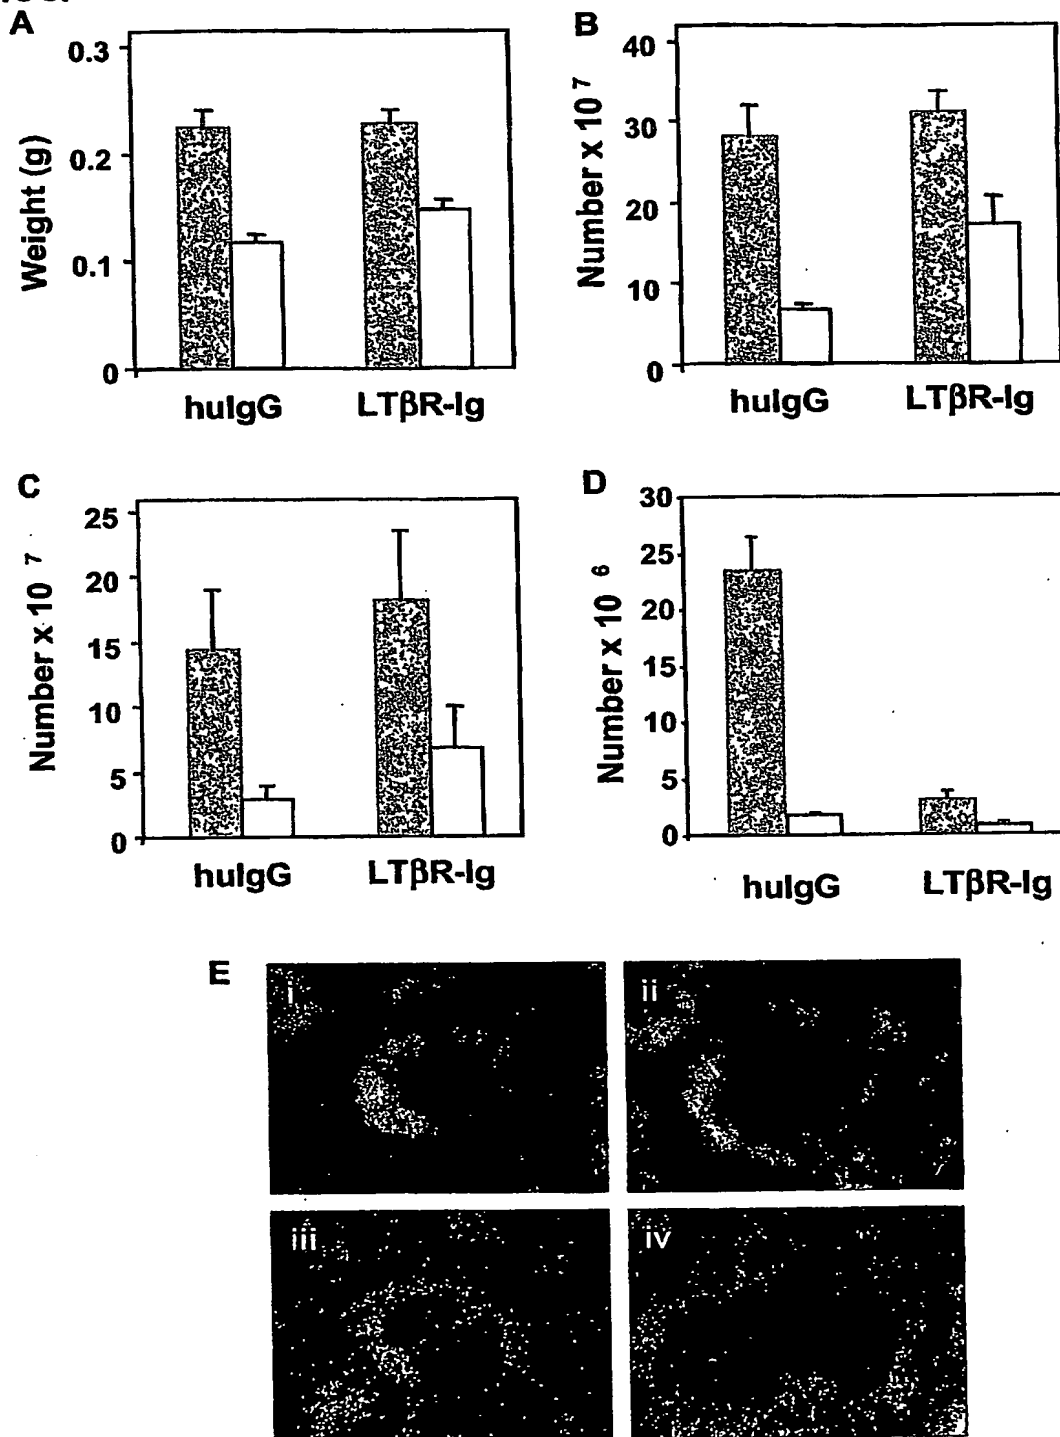 A
Weight (g)
0.3
0.2
0.1
0
huIgG LTβR-Ig
B
Number x 10 7
40
30
20
10
0
huIgG LTβR-Ig
C
Number x 10 7
25
20
15
10
5
0
huIgG LTβR-Ig
D
Number x 10 6
30
25
20
15
10
5
0
huIgG LTβR-Ig
E
i
ii
iii
iv